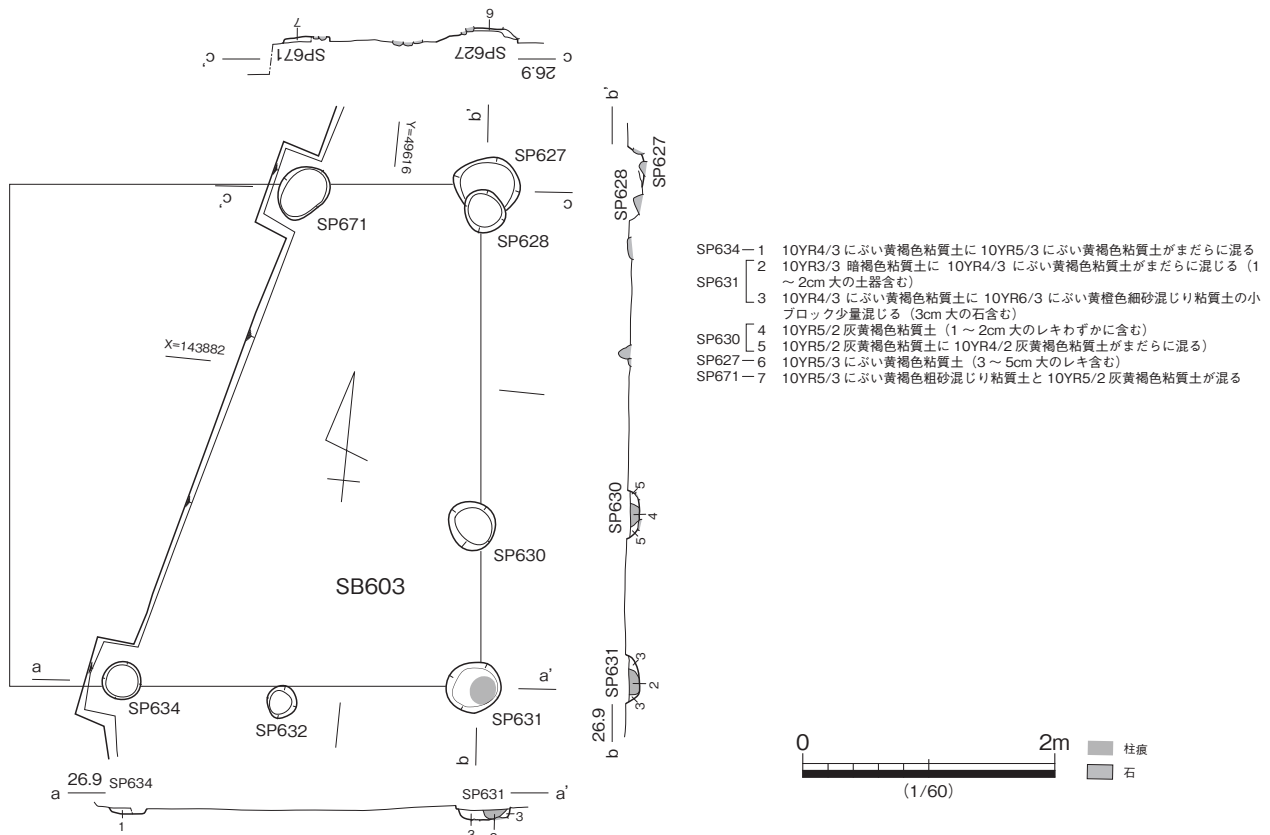 7
6
SP671
SP627
c'
c
26.9
b'
b'
Y=49616
SP627
SP627
SP628
c'
c
SP671
SP628
X=143882
SP634－1 10YR4/3 にぶい黄褐色粘質土に 10YR5/3 にぶい黄褐色粘質土がまだらに混る
SP631
2 10YR3/3 暗褐色粘質土に 10YR4/3 にぶい黄褐色粘質土がまだらに混じる（1
～ 2cm 大の土器含む）
3 10YR4/3 にぶい黄褐色粘質土に 10YR6/3 にぶい黄橙色細砂混じり粘質土の小
ブロック少量混じる（3cm 大の石含む）
SP630
4 10YR5/2 灰黄褐色粘質土（1 ～ 2cm 大のレキわずかに含む）
5 10YR5/2 灰黄褐色粘質土に 10YR4/2 灰黄褐色粘質土がまだらに混る）
SP627－6 10YR5/3 にぶい黄褐色粘質土（3 ～ 5cm 大のレキ含む）
SP671－7 10YR5/3 にぶい黄褐色粗砂混じり粘質土と 10YR5/2 灰黄褐色粘質土が混る
SP630
5
4
5
SP630
SB603
SP631
3
2
3
a
a'
SP634
SP632
SP631
b
26.9
b
0
2m
(1/60)
柱痕
石
26.9
SP634
a
SP631
a'
1
3
3